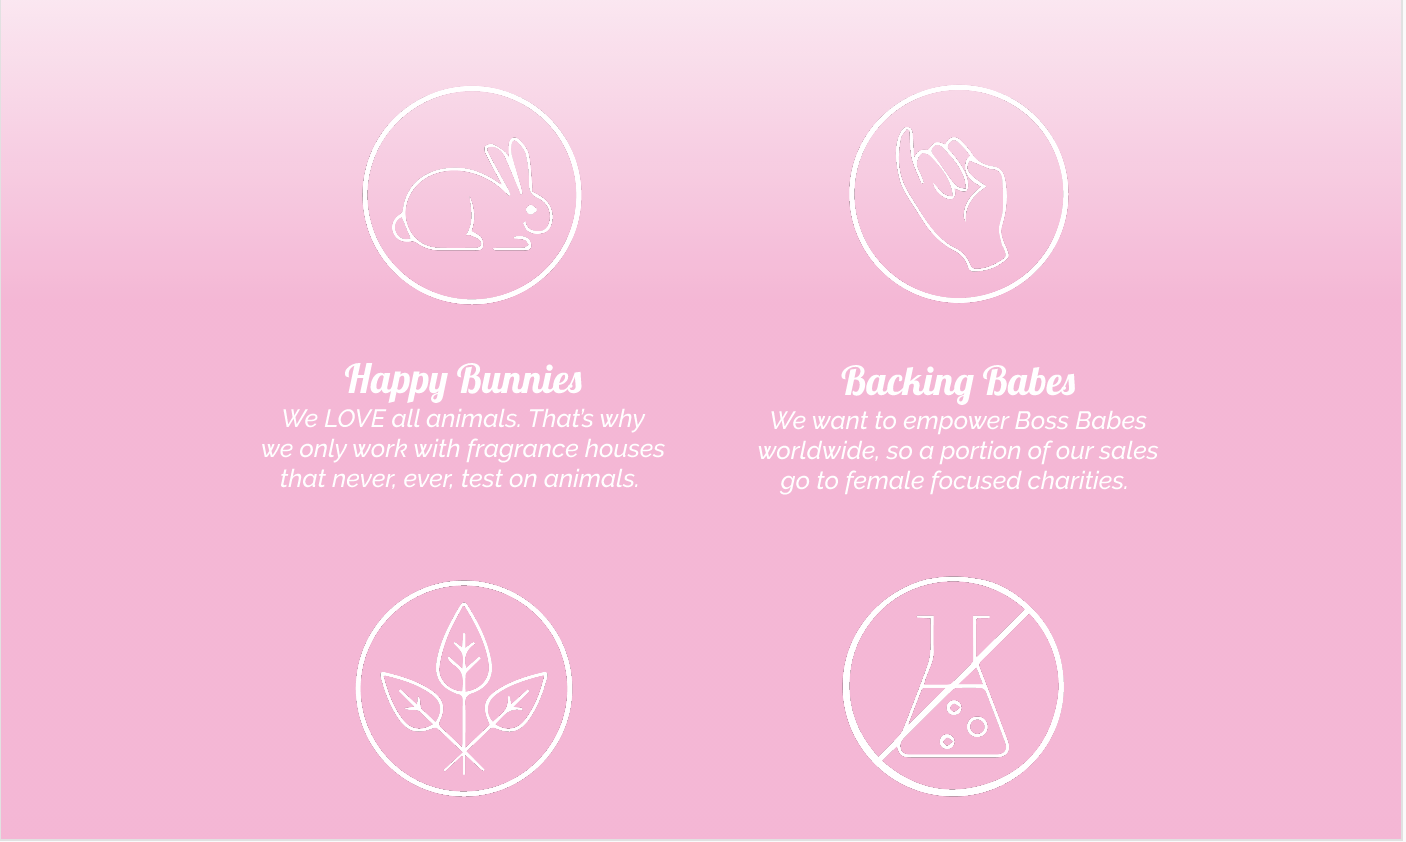 Happy Bunnies
We LOVE all animals. That's why
we only work with fragrance houses
that never, ever, test on animals.
Backing Babes
We want to empower Boss Babes
worldwide, so a portion of our sales
go to female focused charities.